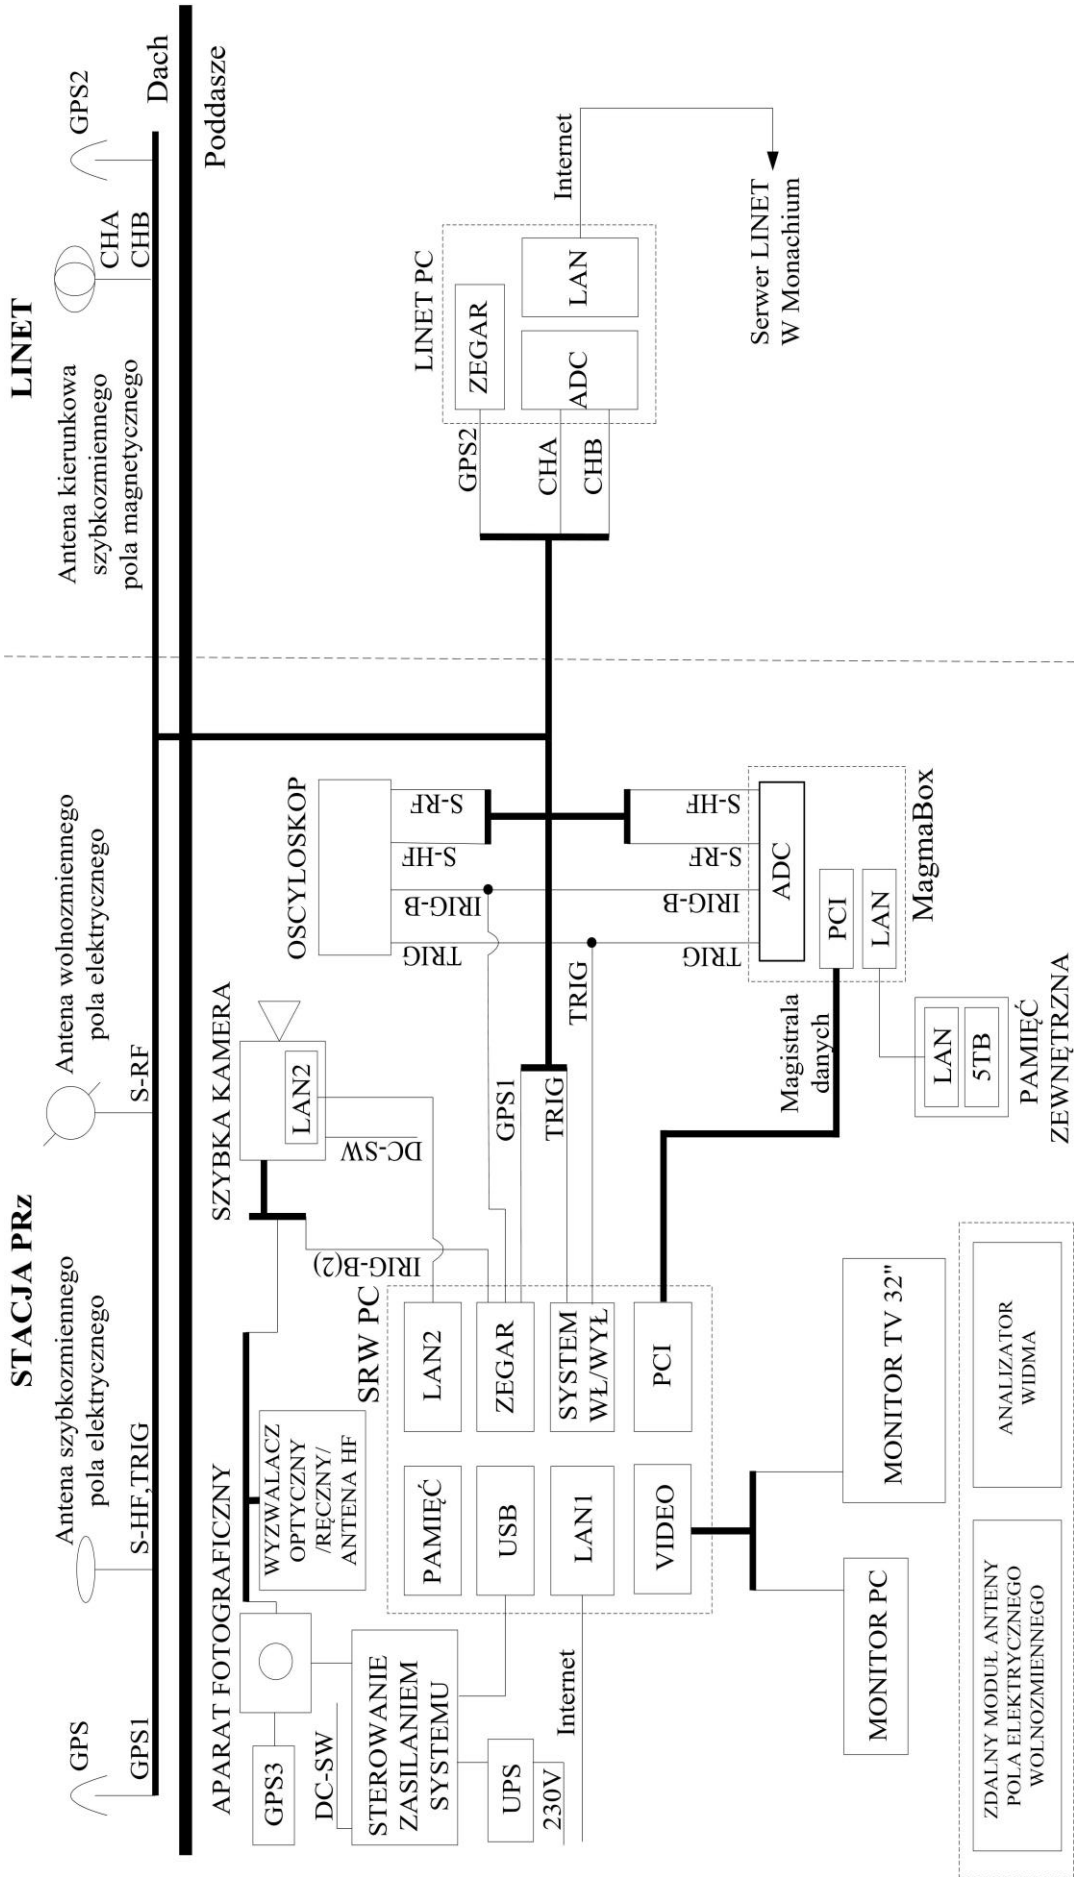 STACJA PRz
LINET
GPS
GPS1
Antena szybkozmiennego
pola elektrycznego
S-HF,TRIG
Antena wolnozmiennego
pola elektrycznego
S-RF
Antena kierunkowa
szybkozmiennego
pola magnetycznego
CHA
CHB
GPS2
Dach
Poddasze
APARAT FOTOGRAFICZNY
GPS3
DC-SW
STEROWANIE
ZASILANIEM
SYSTEMU
UPS
230V
Internet
WYZWALACZ
OPTYCZNY
/RĘCZNY/
ANTENA HF
SZYBKA KAMERA
LAN2
DC-SW
IRIG-B(2)
SRW PC
PAMIĘĆ
LAN2
USB
ZEGAR
LAN1
SYSTEM
WŁ/WYŁ
VIDEO
PCI
GPS1
TRIG
TRIG
OSCYLOSKOP
TRIG
IRIG-B
S-HF
S-RF
TRIG
IRIG-B
S-RF
S-HF
ADC
PCI
LAN
MagmaBox
Magistrala
danych
LAN
5TB
PAMIĘĆ
ZEWNĘTRZNA
LINET PC
GPS2
CHA
CHB
ZEGAR
ADC
LAN
Internet
Serwer LINET
W Monachium
MONITOR PC
MONITOR TV 32"
ZDALNY MODUŁ ANTENY
POLA ELEKTRYCZNEGO
WOLNOZMIENNEGO
ANALIZATOR
WIDMA